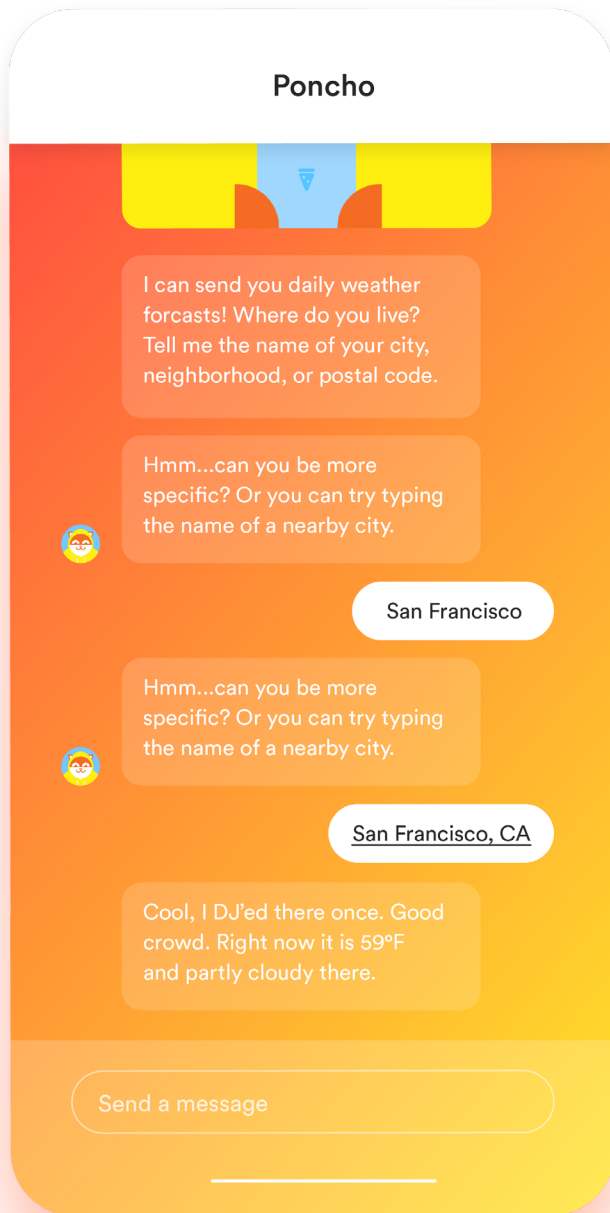 Poncho
I can send you daily weather
forcasts! Where do you live?
Tell me the name of your city,
neighborhood, or postal code.
Hmm...can you be more
specific? Or you can try typing
the name of a nearby city.
San Francisco
Hmm...can you be more
specific? Or you can try typing
the name of a nearby city.
San Francisco, CA
Cool, I DJ’ed there once. Good
crowd. Right now it is 59°F
and partly cloudy there.
Send a message